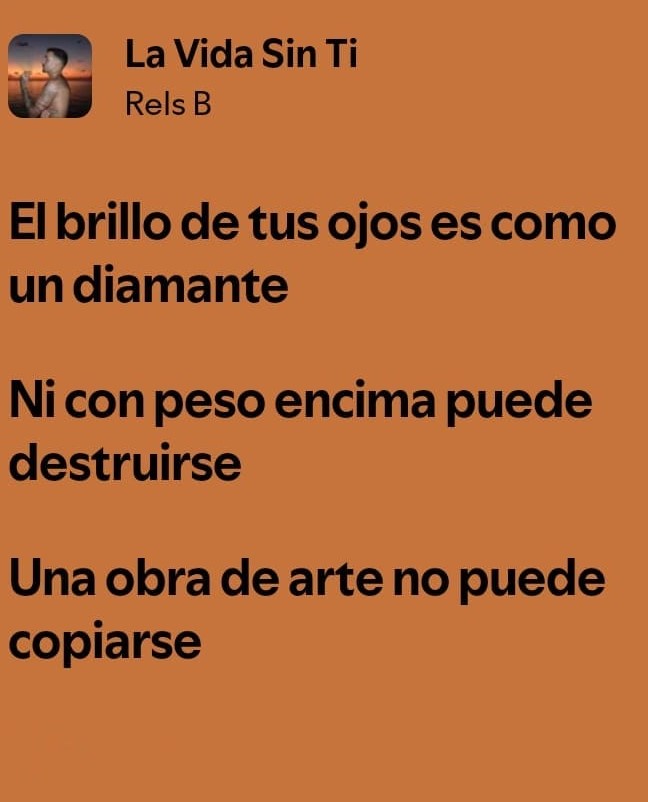 La Vida Sin Ti
Rels B
El brillo de tus ojos es como
un diamante
Ni con peso encima puede
destruirse
Una obra de arte no puede
copiarse